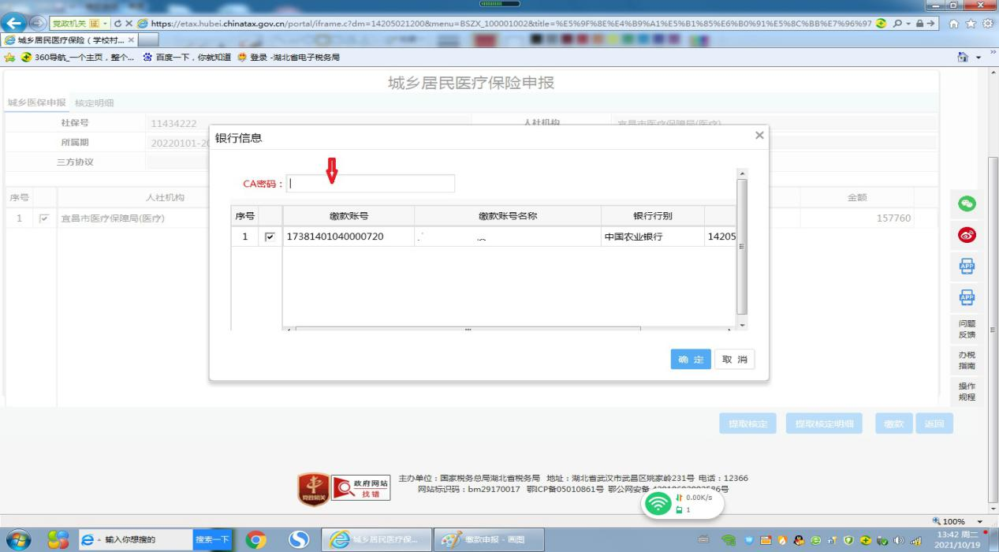 https://etax.hubei.chinatax.gov.cn/portal/iframe.c?dm=14205021200&menu=BSZX_100001002&title=%E5%9F%8E%E4%B9%A1%E5%B1%85%E6%B0%91%E5%8C%BB%E7%96%97
党政机关 证
城乡居民医疗保险（学校村...
360导航_一个主页，整个... 百度一下，你就知道 登录 -湖北省电子税务局
城乡居民医疗保险申报
城乡医保申报 核定明细
社保号 11434222 人社机构 宜昌市医疗保障局(医疗)
所属期 20220101-20
三方协议
序号 人社机构 金额
1 宜昌市医疗保障局(医疗) 157760
银行信息
CA密码：
序号 缴款账号 缴款账号名称 银行行别
1 17381401040000720 中国农业银行 14205
确 定 取 消
APP
APP
问题
反馈
办税
指南
操作
规程
提取核定 提取核定明细 缴款 返回
党政机关
政府网站
找错
主办单位：国家税务总局湖北省税务局 地址：湖北省武汉市武昌区姚家岭231号 电话：12366
网站标识码：bm29170017 鄂ICP备05010861号 鄂公网安备
0.00K/s
1
100%
输入你想搜的 搜索一下
城乡居民医疗保... 缴款申报 - 画图
13:42 周二
2021/10/19